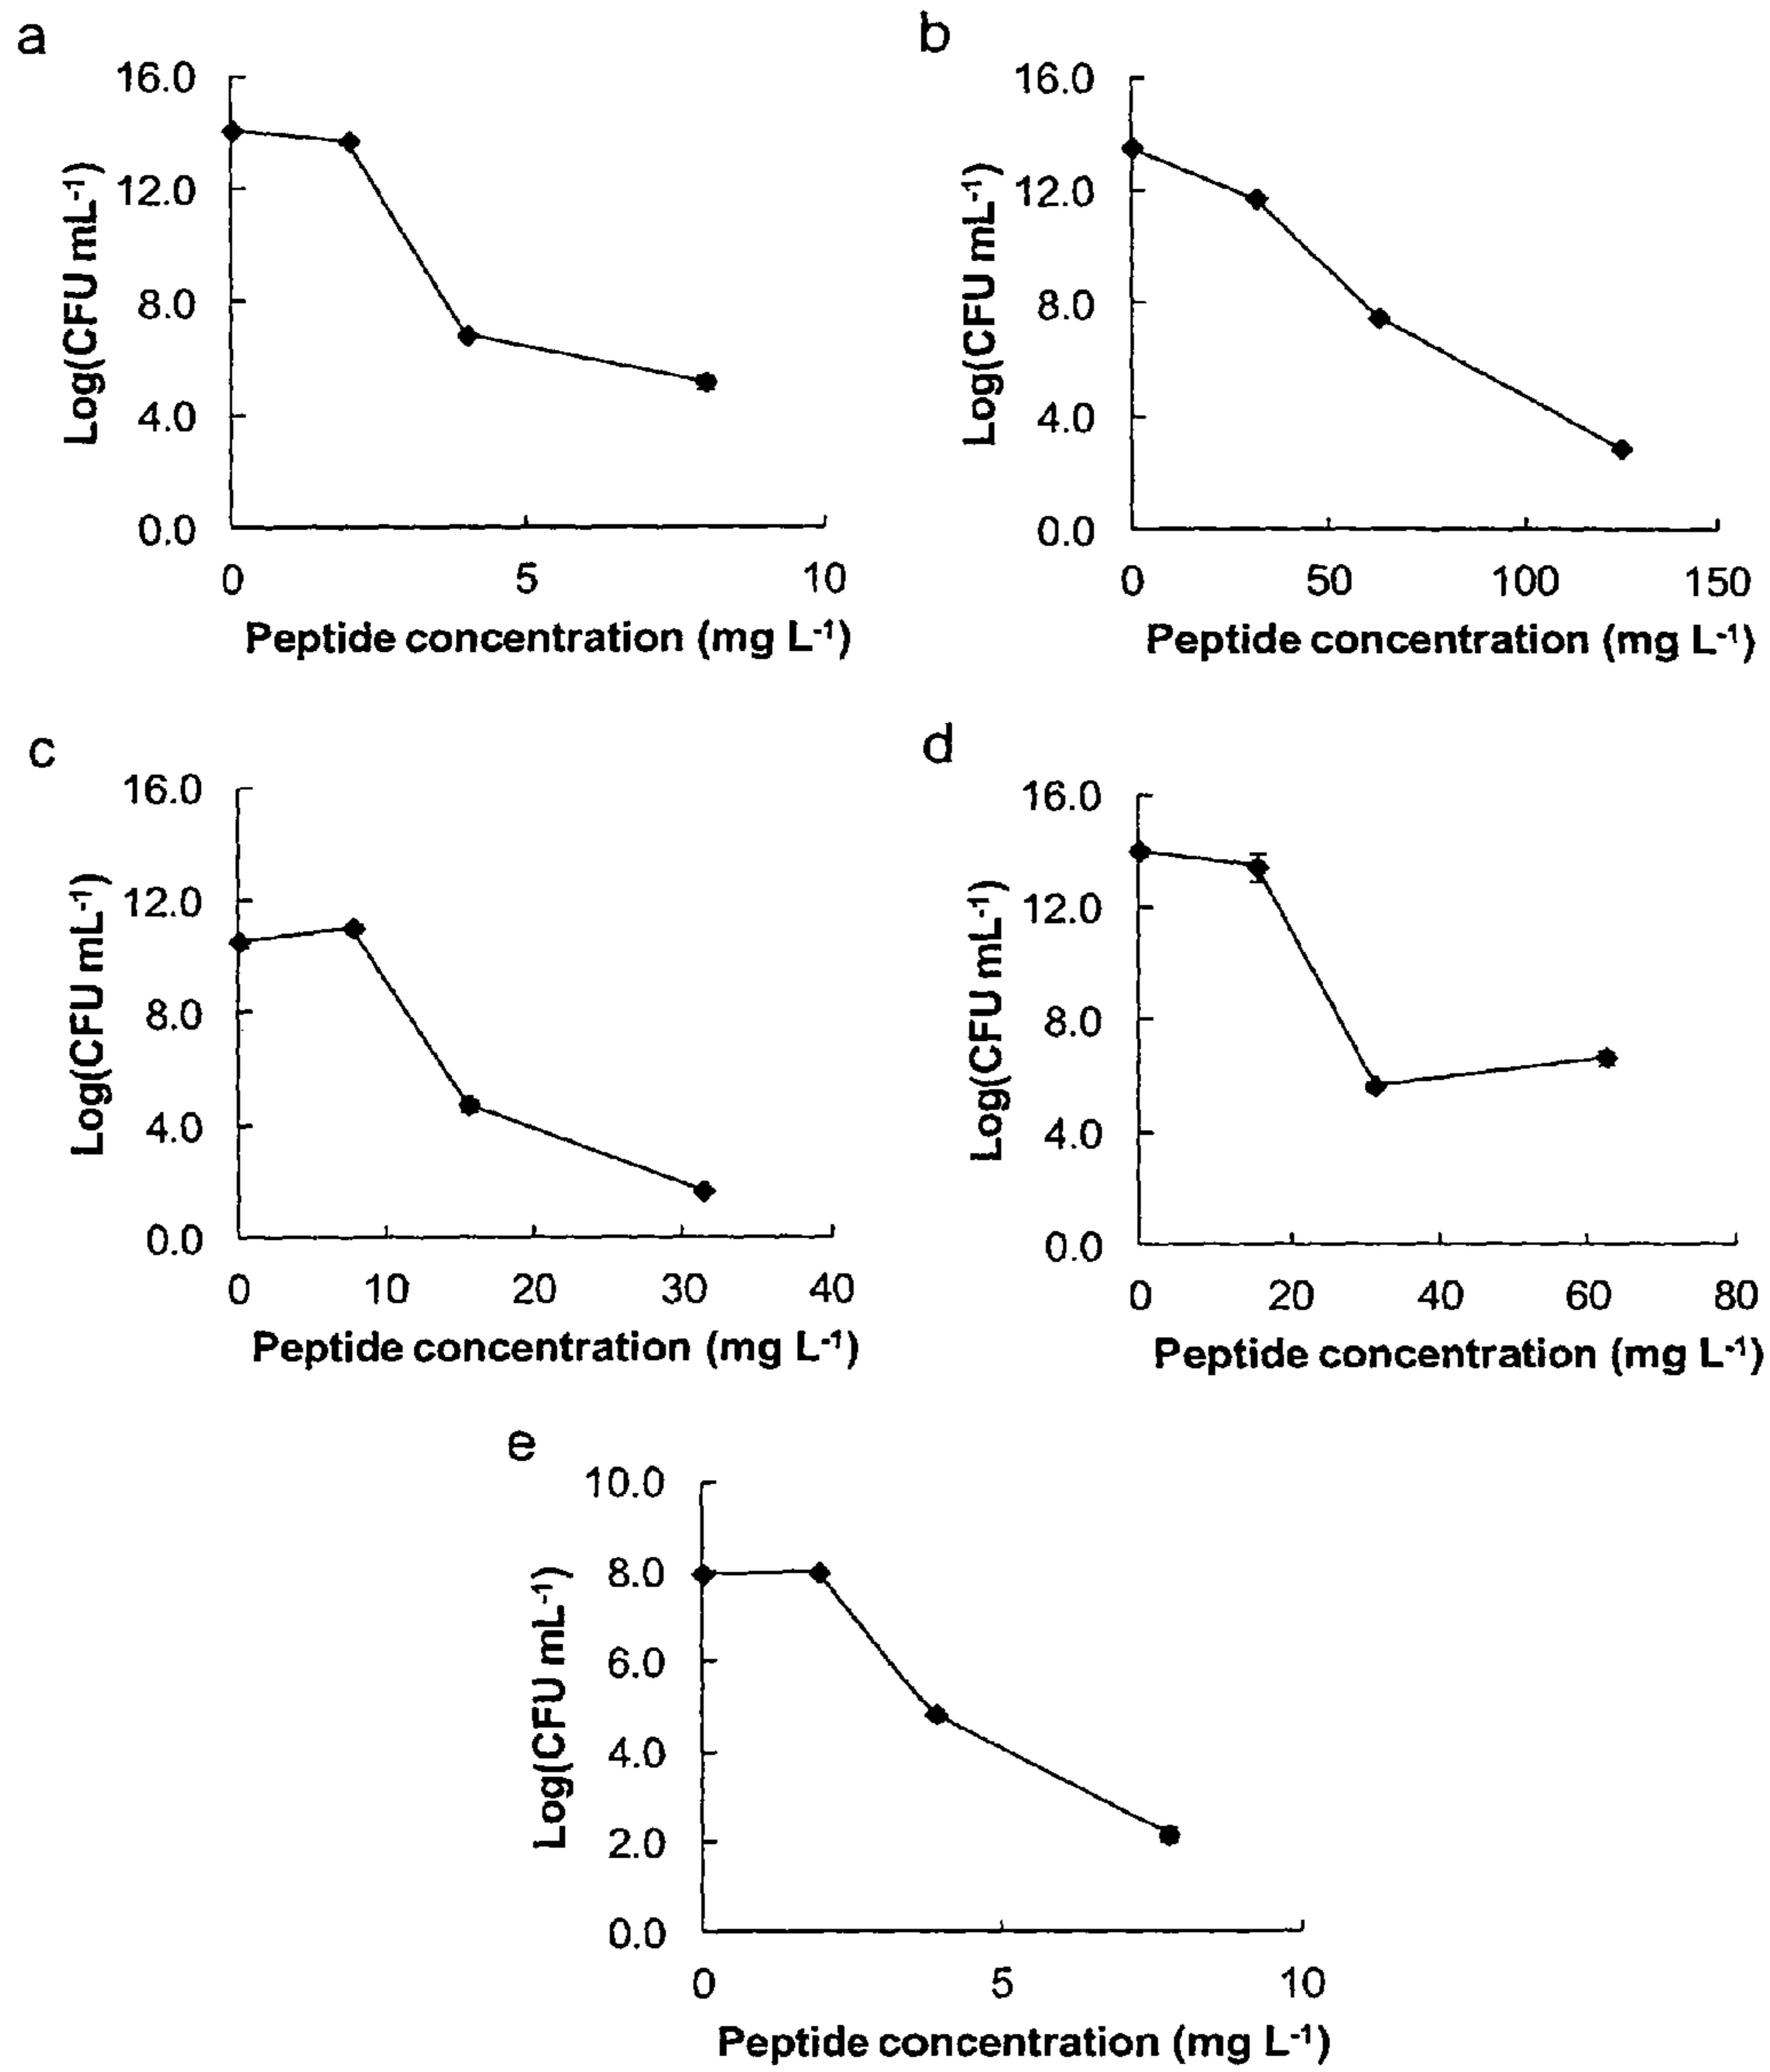 a
16.0
12.0
8.0
4.0
0.0
Log(CFU mL-1)
0 5 10
Peptide concentration (mg L-1)
b
16.0
12.0
8.0
4.0
0.0
Log(CFU mL-1)
0 50 100 150
Peptide concentration (mg L-1)
c
16.0
12.0
8.0
4.0
0.0
Log(CFU mL-1)
0 10 20 30 40
Peptide concentration (mg L-1)
d
16.0
12.0
8.0
4.0
0.0
Log(CFU mL-1)
0 20 40 60 80
Peptide concentration (mg L-1)
e
10.0
8.0
6.0
4.0
2.0
0.0
Log(CFU mL-1)
0 5 10
Peptide concentration (mg L-1)